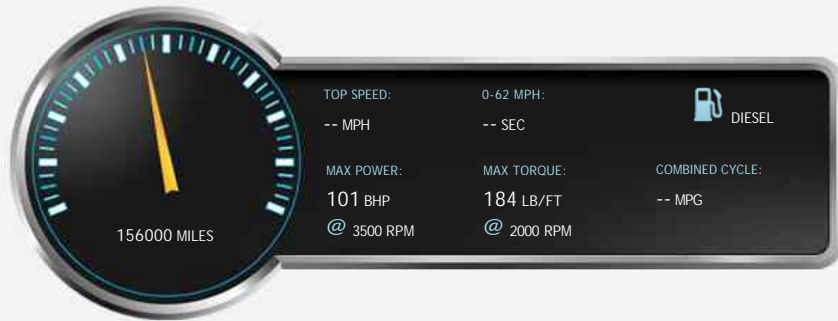 TOP SPEED:
-- MPH
0-62 MPH:
-- SEC
DIESEL
MAX POWER:
101 BHP
@ 3500 RPM
MAX TORQUE:
184 LB/FT
@ 2000 RPM
COMBINED CYCLE:
-- MPG
156000 MILES